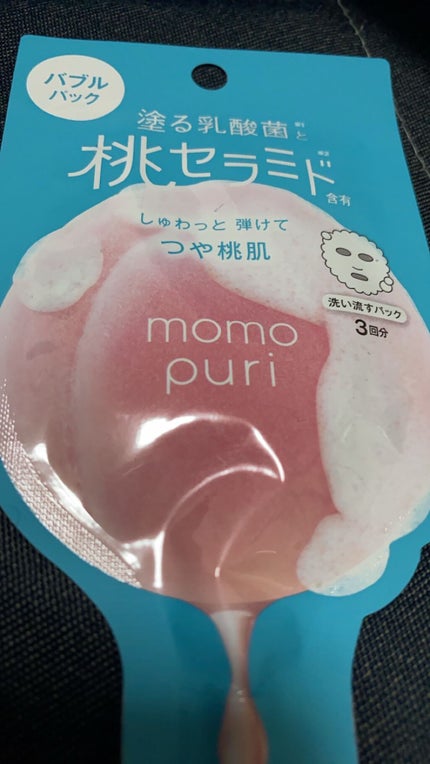 バブル
パック
塗る乳酸菌※1と
桃セラミド※2
含有
しゅわっと 弾けて
つや桃肌
洗い流すパック
3回分
momo
puri